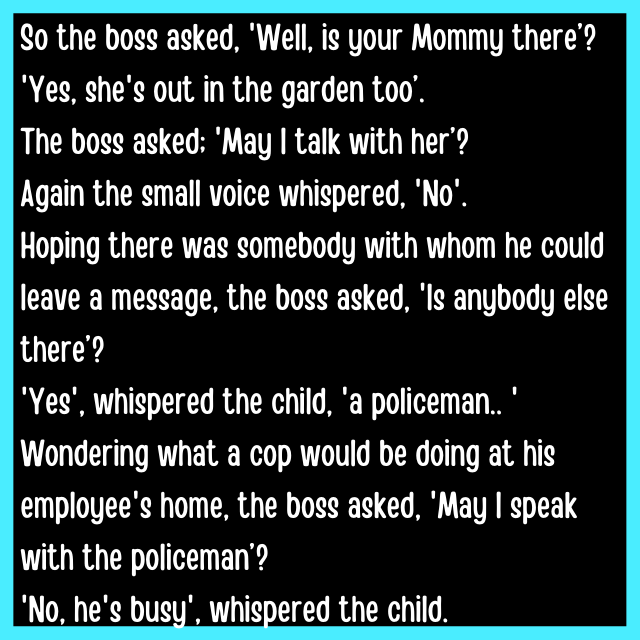 So the boss asked, 'Well, is your Mommy there’?
'Yes, she's out in the garden too’.
The boss asked; 'May I talk with her’?
Again the small voice whispered, 'No'.
Hoping there was somebody with whom he could
leave a message, the boss asked, 'Is anybody else
there’?
'Yes', whispered the child, 'a policeman.. '
Wondering what a cop would be doing at his
employee's home, the boss asked, 'May I speak
with the policeman’?
'No, he's busy', whispered the child.